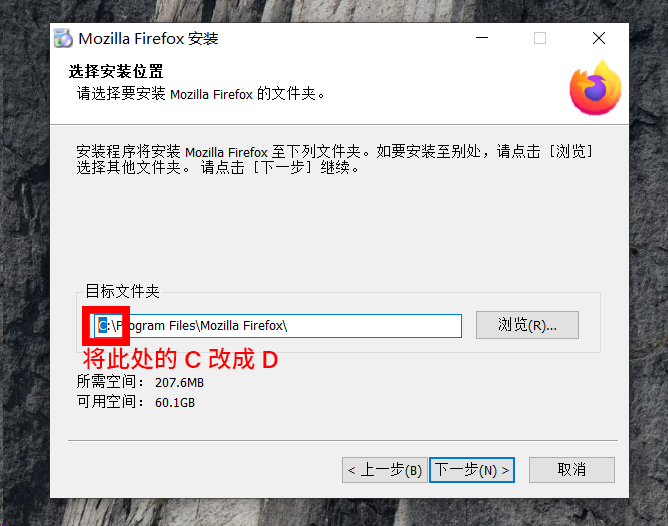 Mozilla Firefox 安装
选择安装位置
请选择要安装 Mozilla Firefox 的文件夹。
安装程序将安装 Mozilla Firefox 至下列文件夹。如要安装至别处，请点击 [浏览]
选择其他文件夹。 请点击 [下一步] 继续。
目标文件夹
C:\Program Files\Mozilla Firefox\
浏览(R)...
将此处的 C 改成 D
所需空间： 207.6MB
可用空间： 60.1GB
< 上一步(B)
下一步(N) >
取消